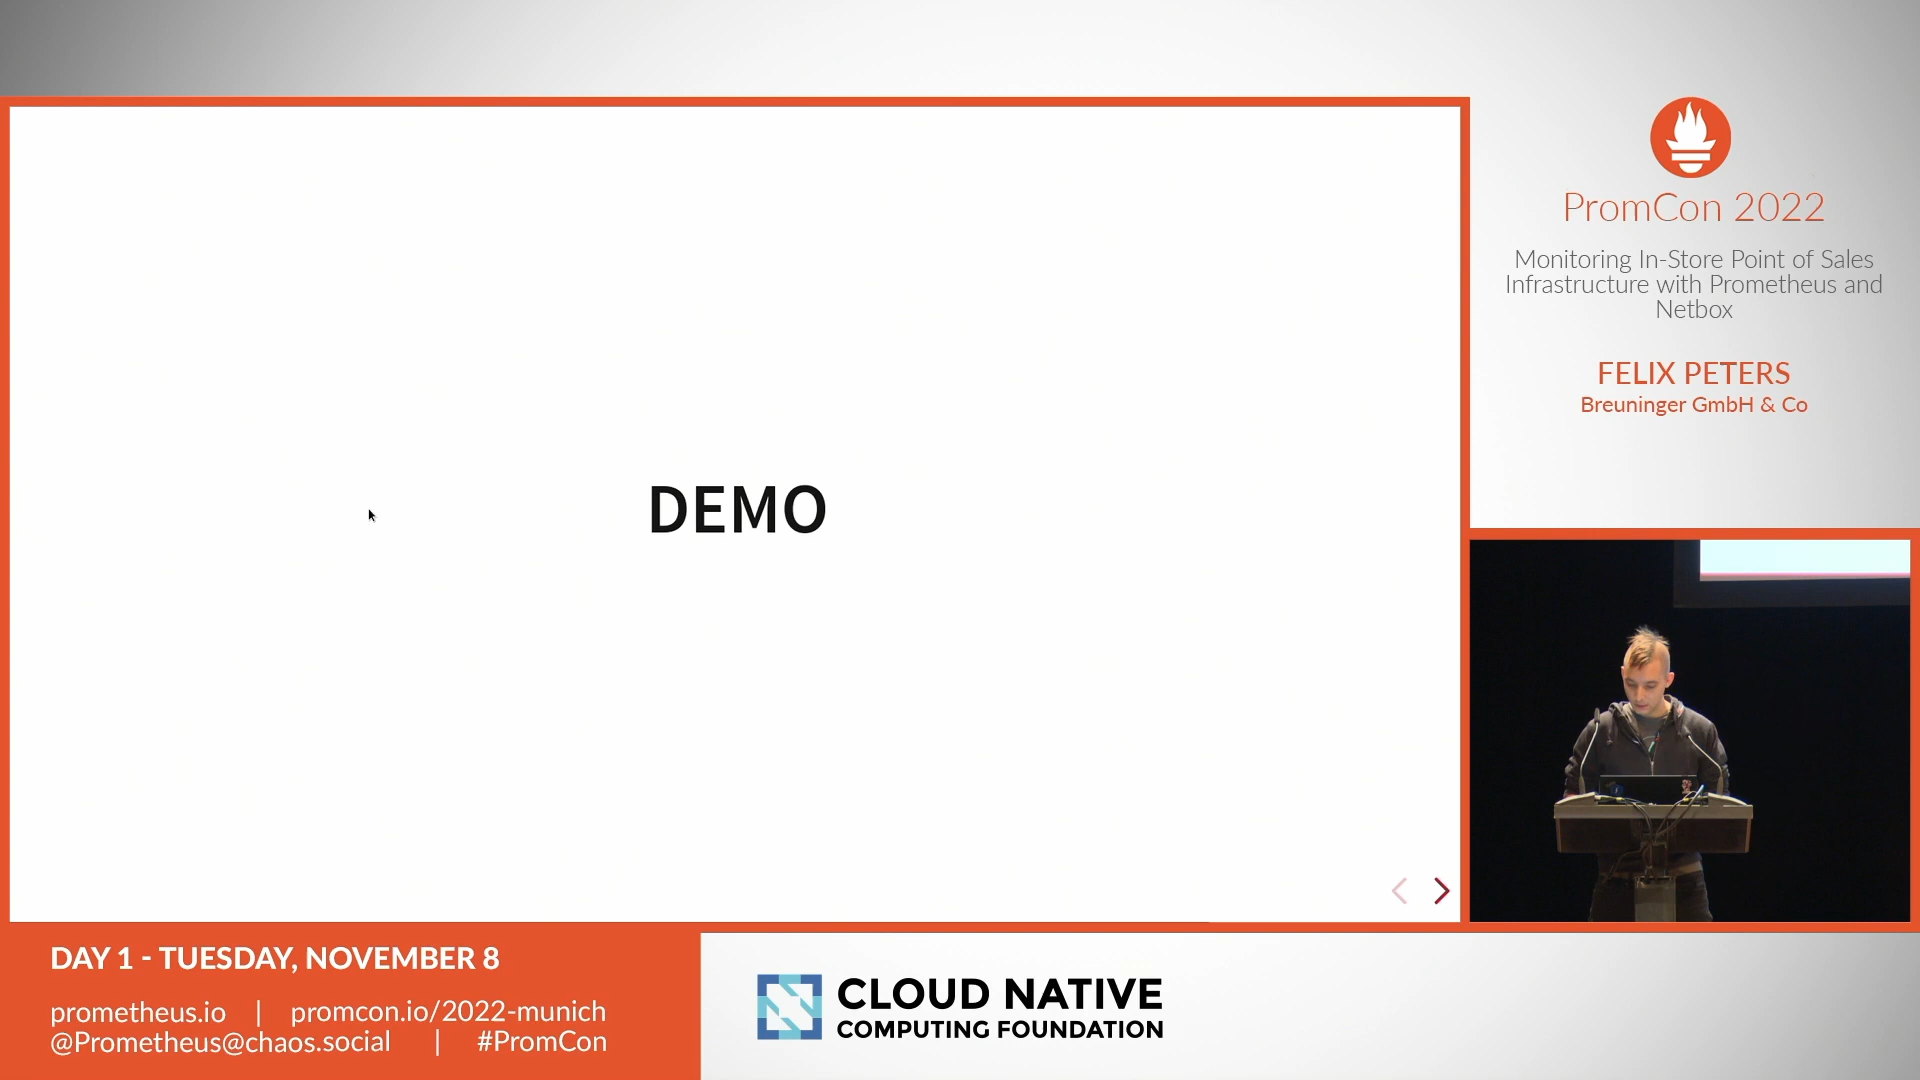 DEMO
PromCon 2022
Monitoring In-Store Point of Sales
Infrastructure with Prometheus and
Netbox
FELIX PETERS
Breuninger GmbH & Co
DAY 1 - TUESDAY, NOVEMBER 8
prometheus.io | promcon.io/2022-munich
@Prometheus@chaos.social | #PromCon
CLOUD NATIVE
COMPUTING FOUNDATION